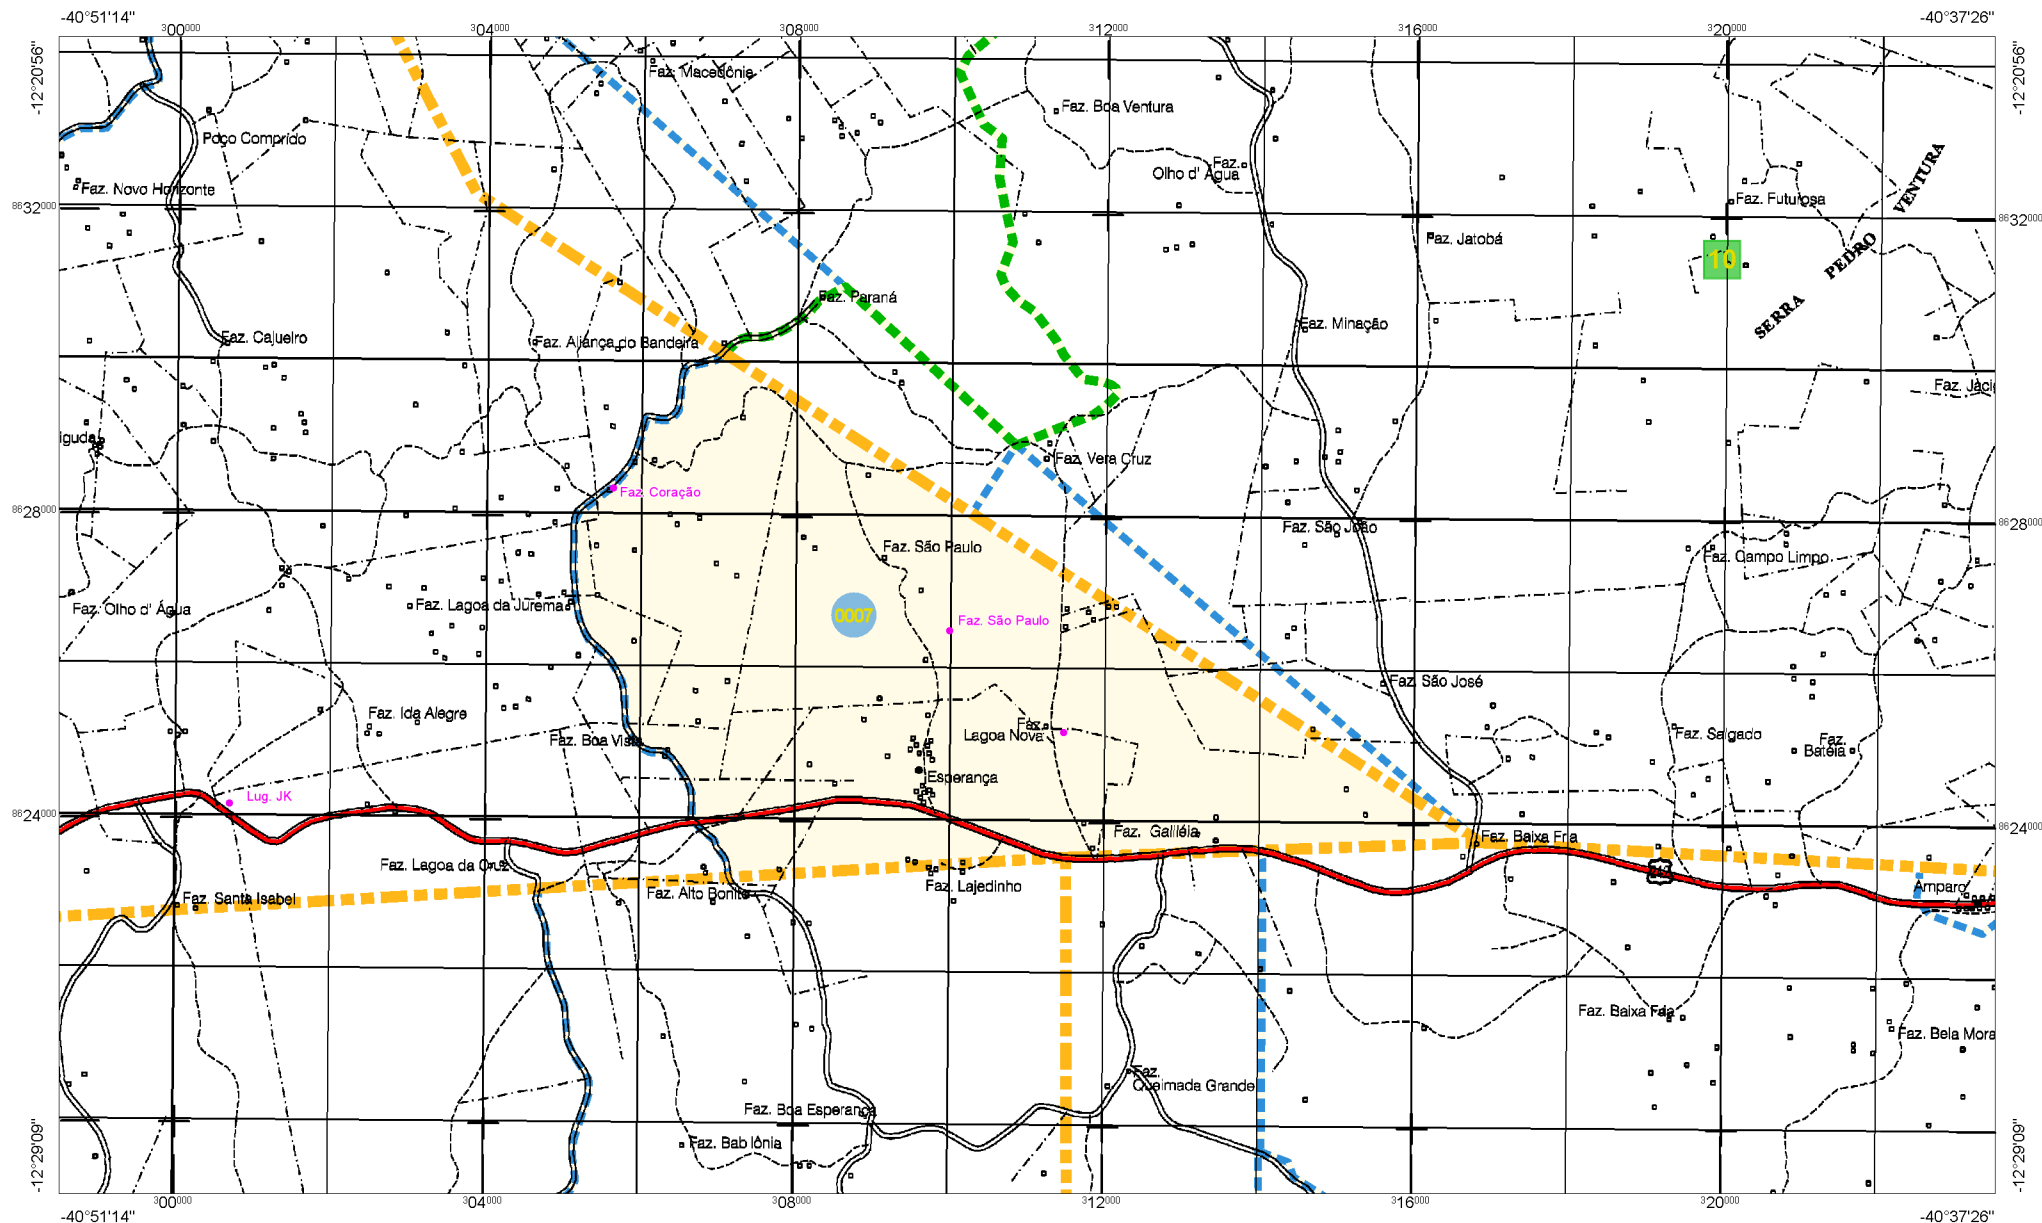 -40°51'14" -40°37'26"
300000 304000 308000 312000 316000 320000
-12°20'56" -12°20'56"
Faz. Macedônia
Faz. Boa Ventura
Poço Comprido
Faz.
Olho d' Água
VENTURA
Faz. Novo Horizonte
Faz. Futurosa
8632000 8632000
Faz. Jatobá
PEDRO
10
Faz. Paraná
SERRA
Faz. Minação
Faz. Cajueiro
Faz. Aliança do Bandeira
Faz. Jaci
iguda
Faz. Vera Cruz
Faz. Coração
8628000 8628000
Faz. São João
Faz. São Paulo
Faz. Campo Limpo
Faz. Olho d' Água
Faz. Lagoa da Jurema
0007
Faz. São Paulo
Faz. São José
Faz. Ida Alegre
Faz.
Lagoa Nova
Faz. Boa Vista
Faz. Salgado
Faz.
Batéia
Esperança
Lug. JK
8624000 8624000
Faz. Galiléia
Faz. Baixa Fria
Faz. Lagoa da Cruz
242
Faz. Santa Isabel
Faz. Alto Bonito
Faz. Lajedinho
Amparo
Faz. Baixa Fria
Faz. Bela Mora
Faz.
Queimada Grande
Faz. Boa Esperança
Faz. Babilônia
-12°29'09" -12°29'09"
300000 304000 308000 312000 316000 320000
-40°51'14" -40°37'26"